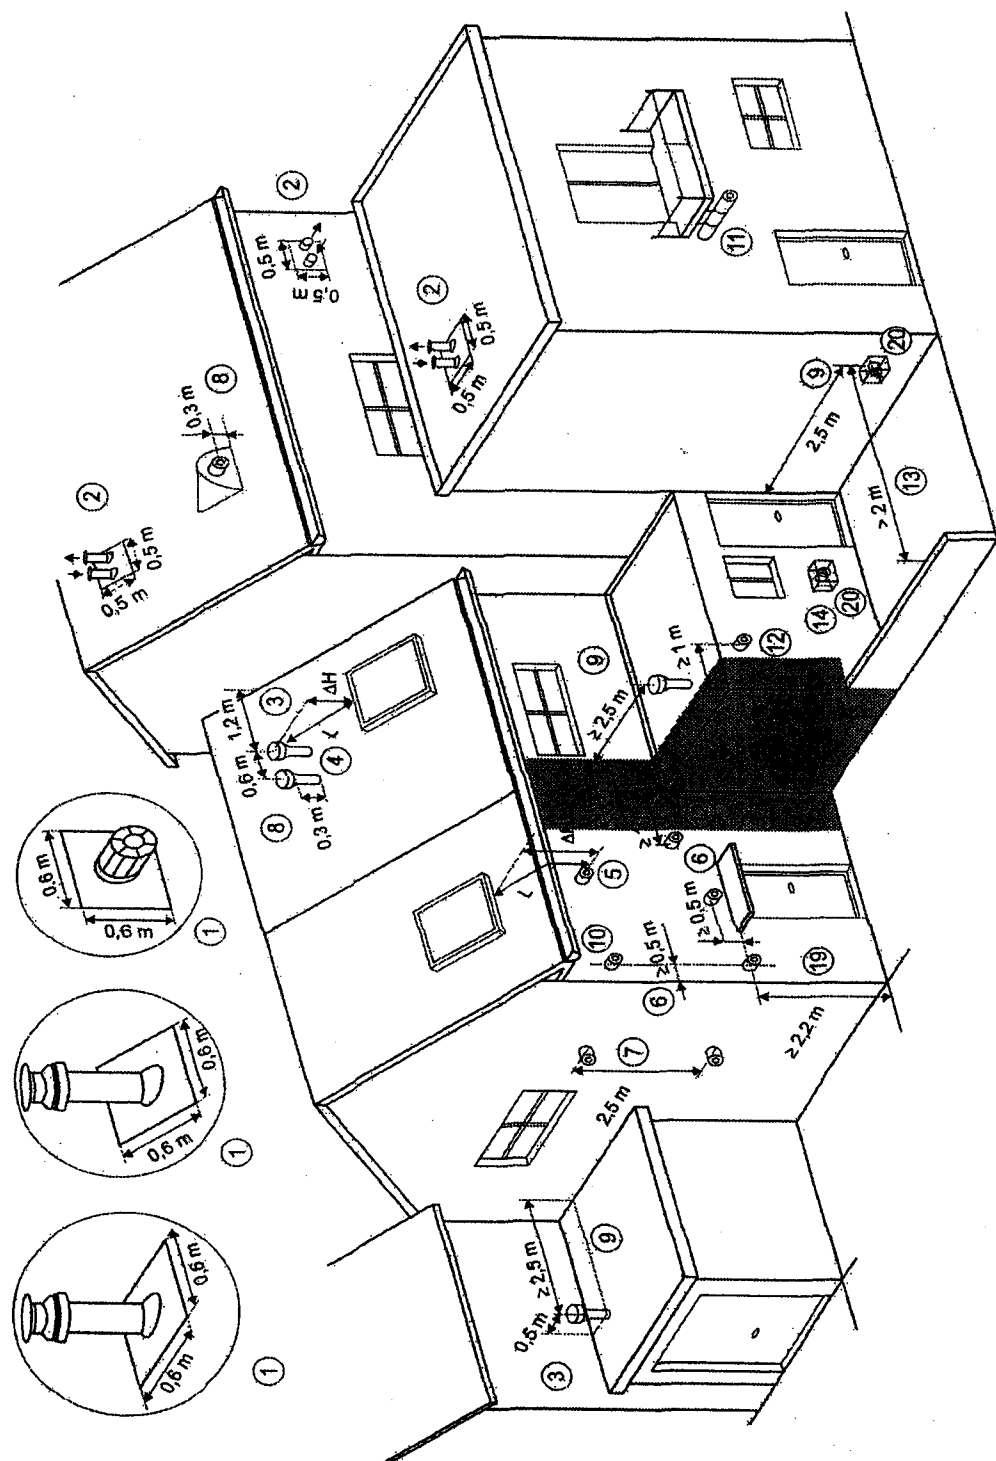 0,6 m
0,6 m
①
0,6 m
0,6 m
①
0,6 m
0,6 m
①
②
0,5 m
0,5 m
⑧
0,3 m
②
0,5 m
0,5 m
②
0,5 m
0,5 m
③
1,2 m
0,6 m
ΔH
ℓ
④
⑧
0,3 m
⑨
≥ 2,5 m
≥ 1 m
⑫
⑪
⑨
⑳
2,5 m
> 2 m
⑬
⑭
⑳
ℓ
Δ
⑤
≥
⑥
≥ 0,5 m
⑩
≥ 0,5 m
⑥
⑲
≥ 2,2 m
⑦
2,5 m
⑨
≥ 2,5 m
0,5 m
③